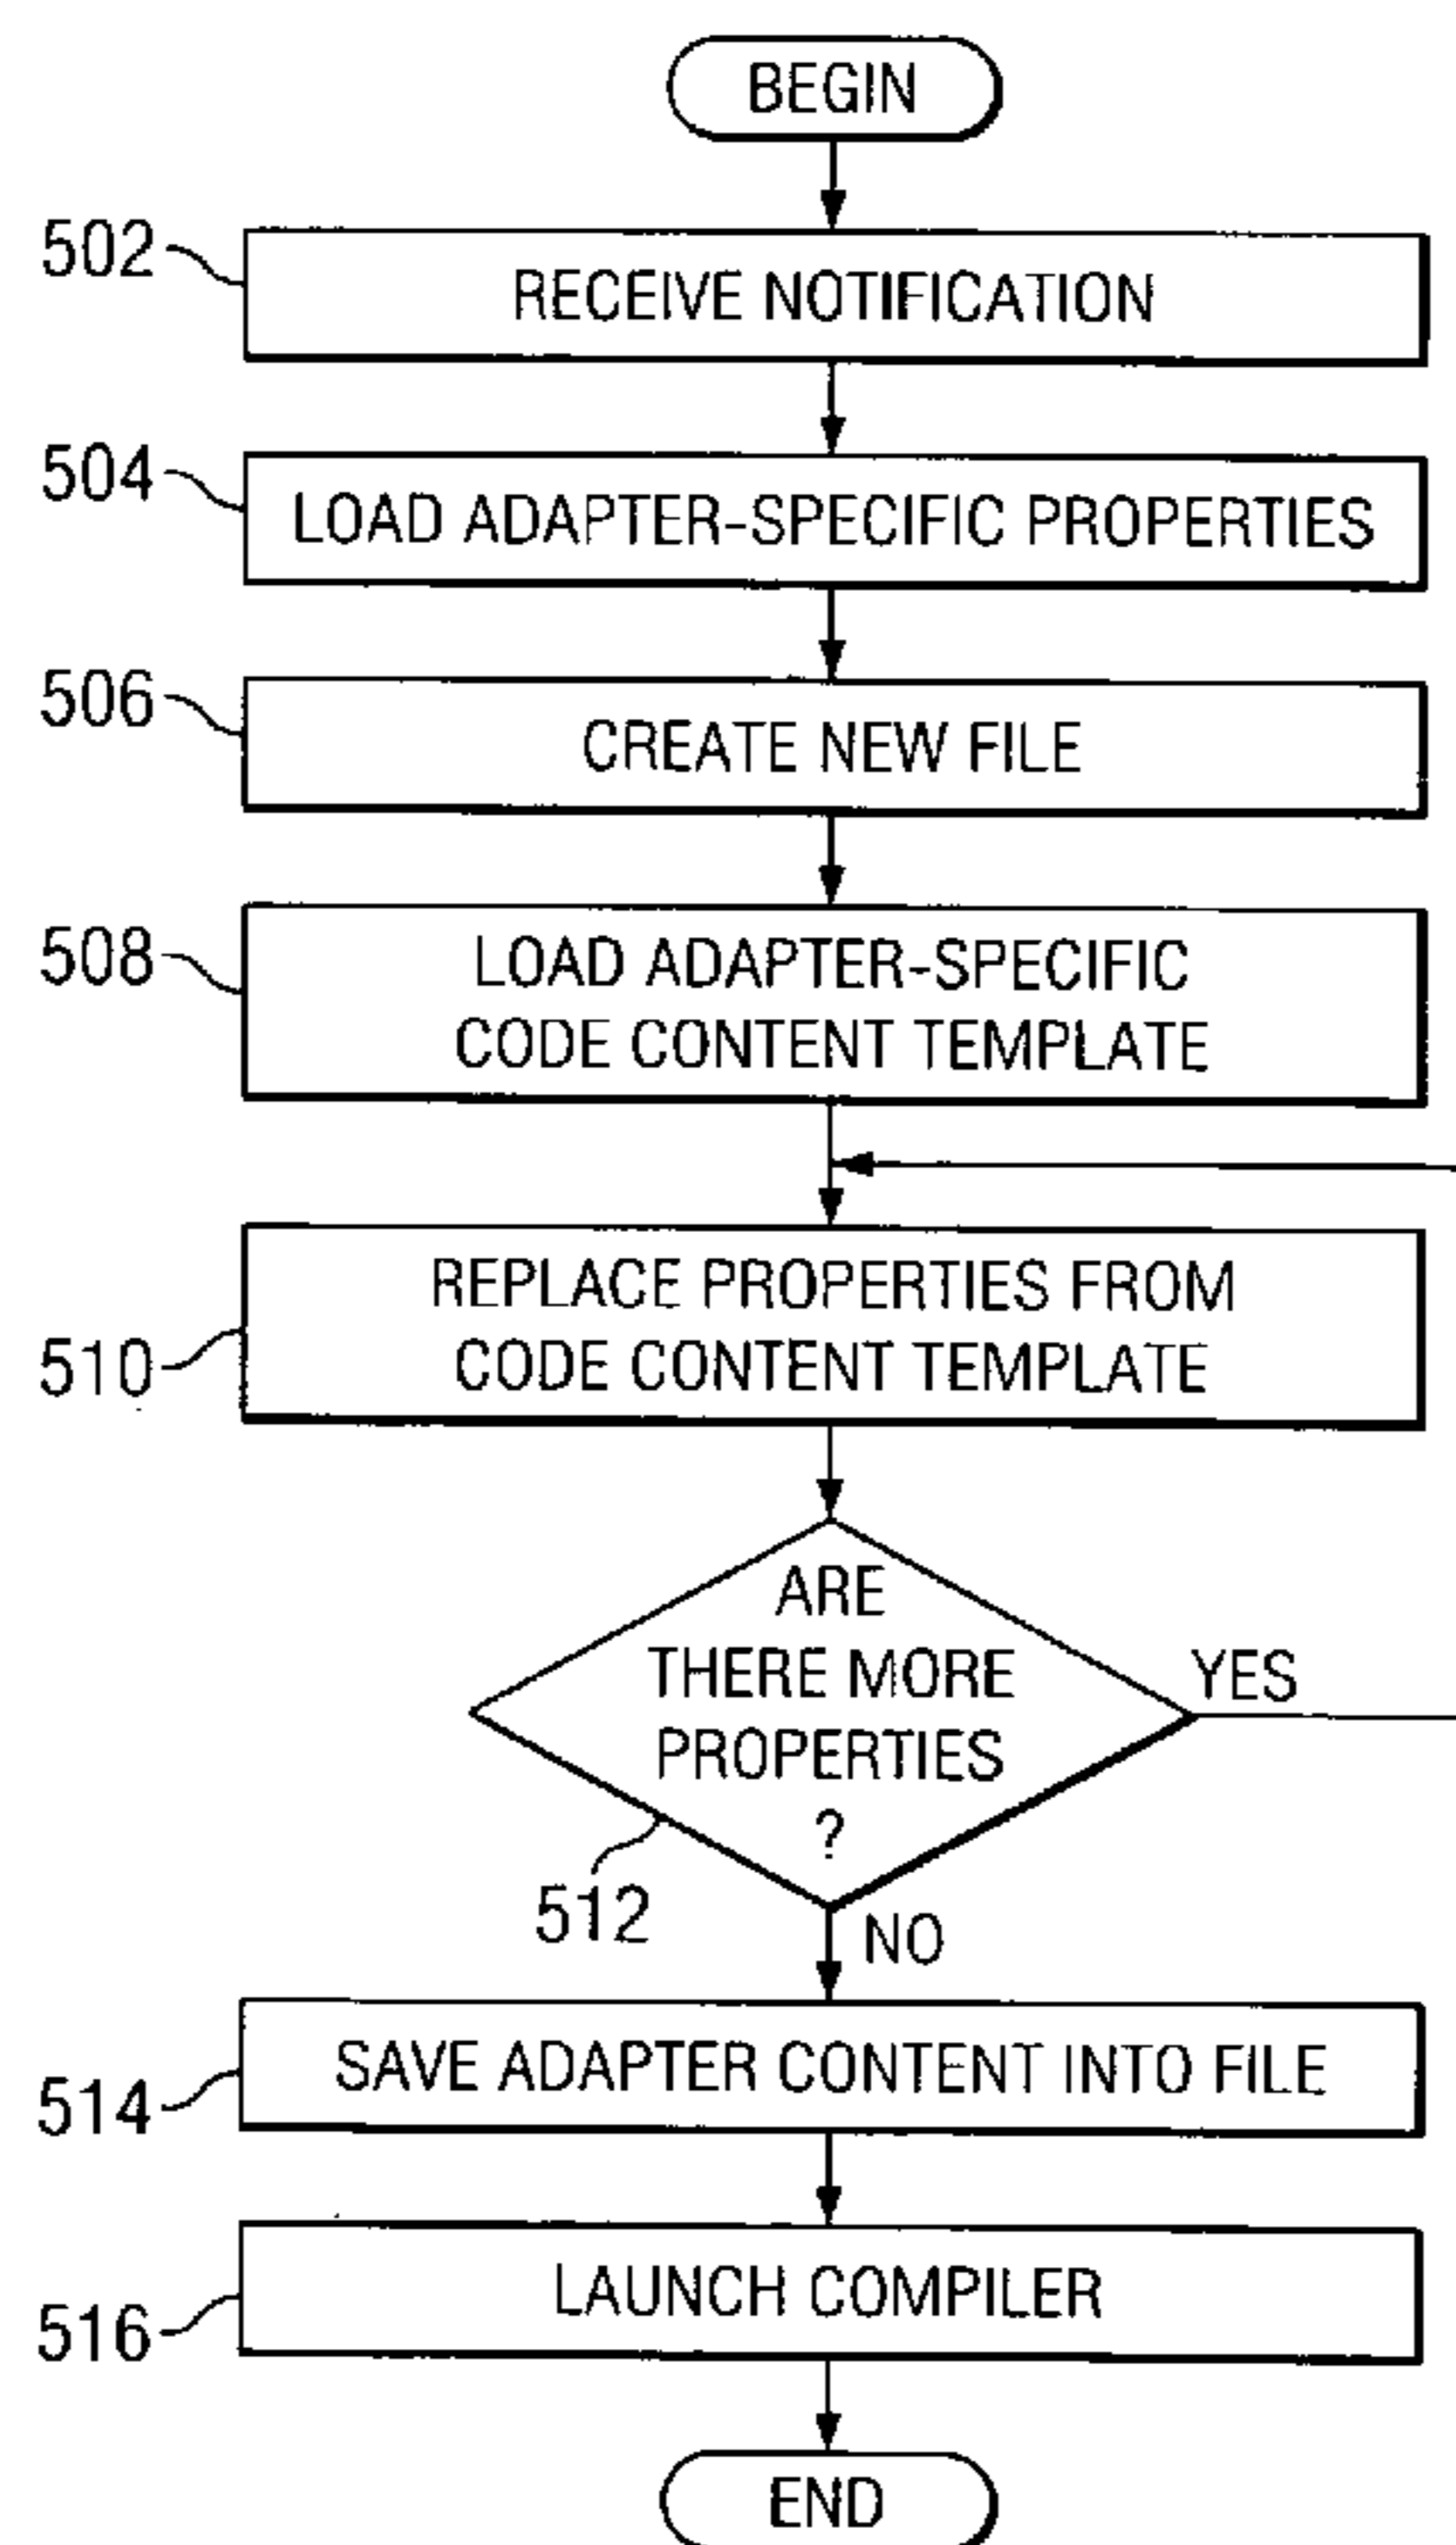 BEGIN
502
RECEIVE NOTIFICATION
504
LOAD ADAPTER-SPECIFIC PROPERTIES
506
CREATE NEW FILE
508
LOAD ADAPTER-SPECIFIC
CODE CONTENT TEMPLATE
510
REPLACE PROPERTIES FROM
CODE CONTENT TEMPLATE
ARE
THERE MORE
PROPERTIES
?
YES
512
NO
514
SAVE ADAPTER CONTENT INTO FILE
516
LAUNCH COMPILER
END